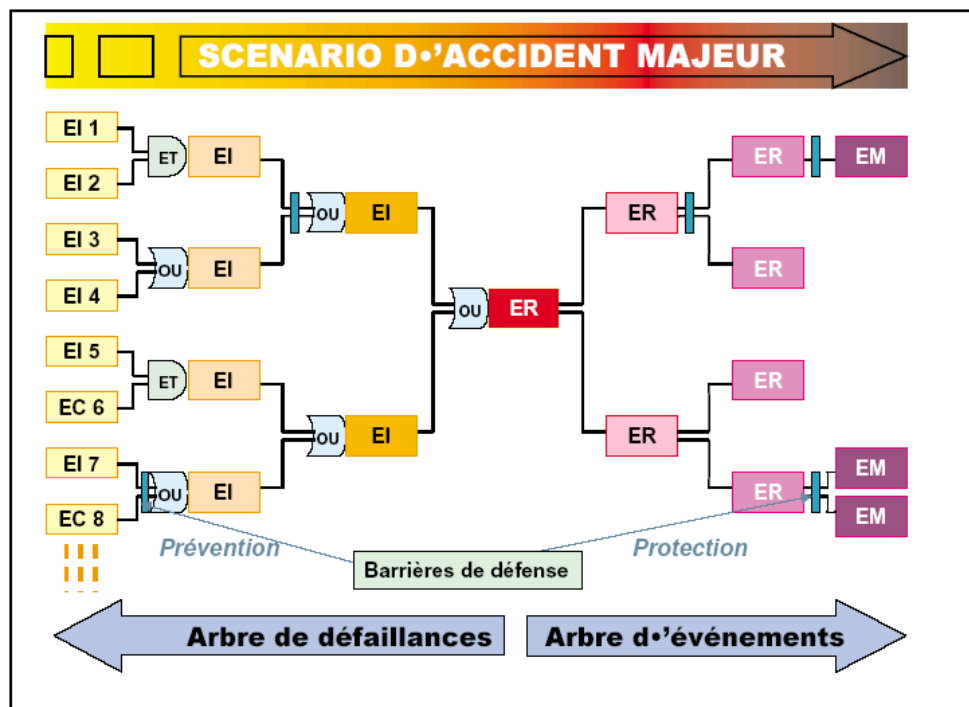 SCENARIO D•’ACCIDENT MAJEUR
EI 1
EI 2
EI 3
EI 4
EI 5
EC 6
EI 7
EC 8
ET
EI
OU
EI
ET
EI
OU
EI
OU
EI
OU
EI
OU
ER
ER
ER
ER
ER
ER
ER
EM
EM
EM
Prévention
Protection
Barrières de défense
Arbre de défaillances
Arbre d•’événements